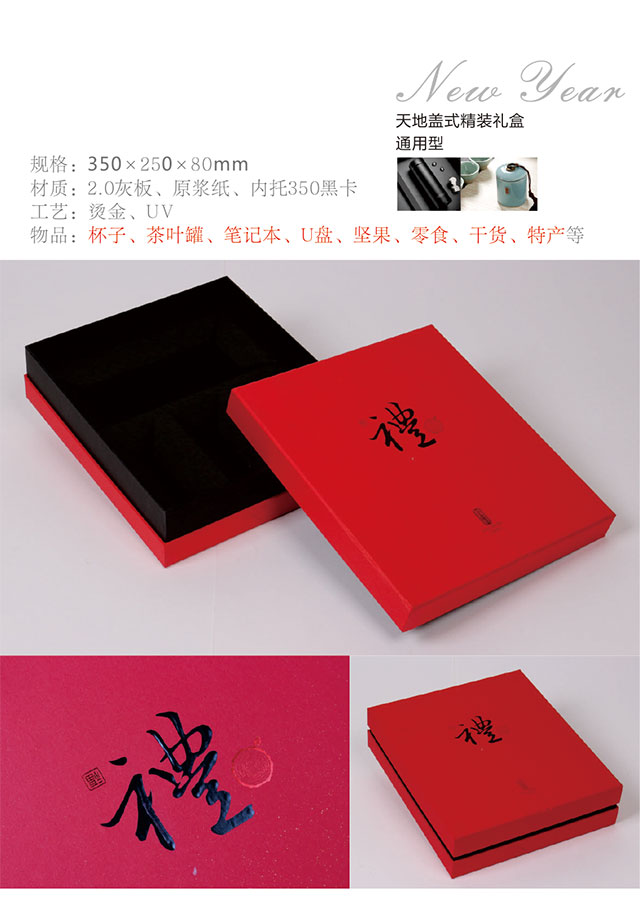 New Year
天地盖式精装礼盒
通用型
规格：350×250×80mm
材质：2.0灰板、原浆纸、内托350黑卡
工艺：烫金、UV
物品：杯子、茶叶罐、笔记本、U盘、坚果、零食、干货、特产等
禮
禮
禮